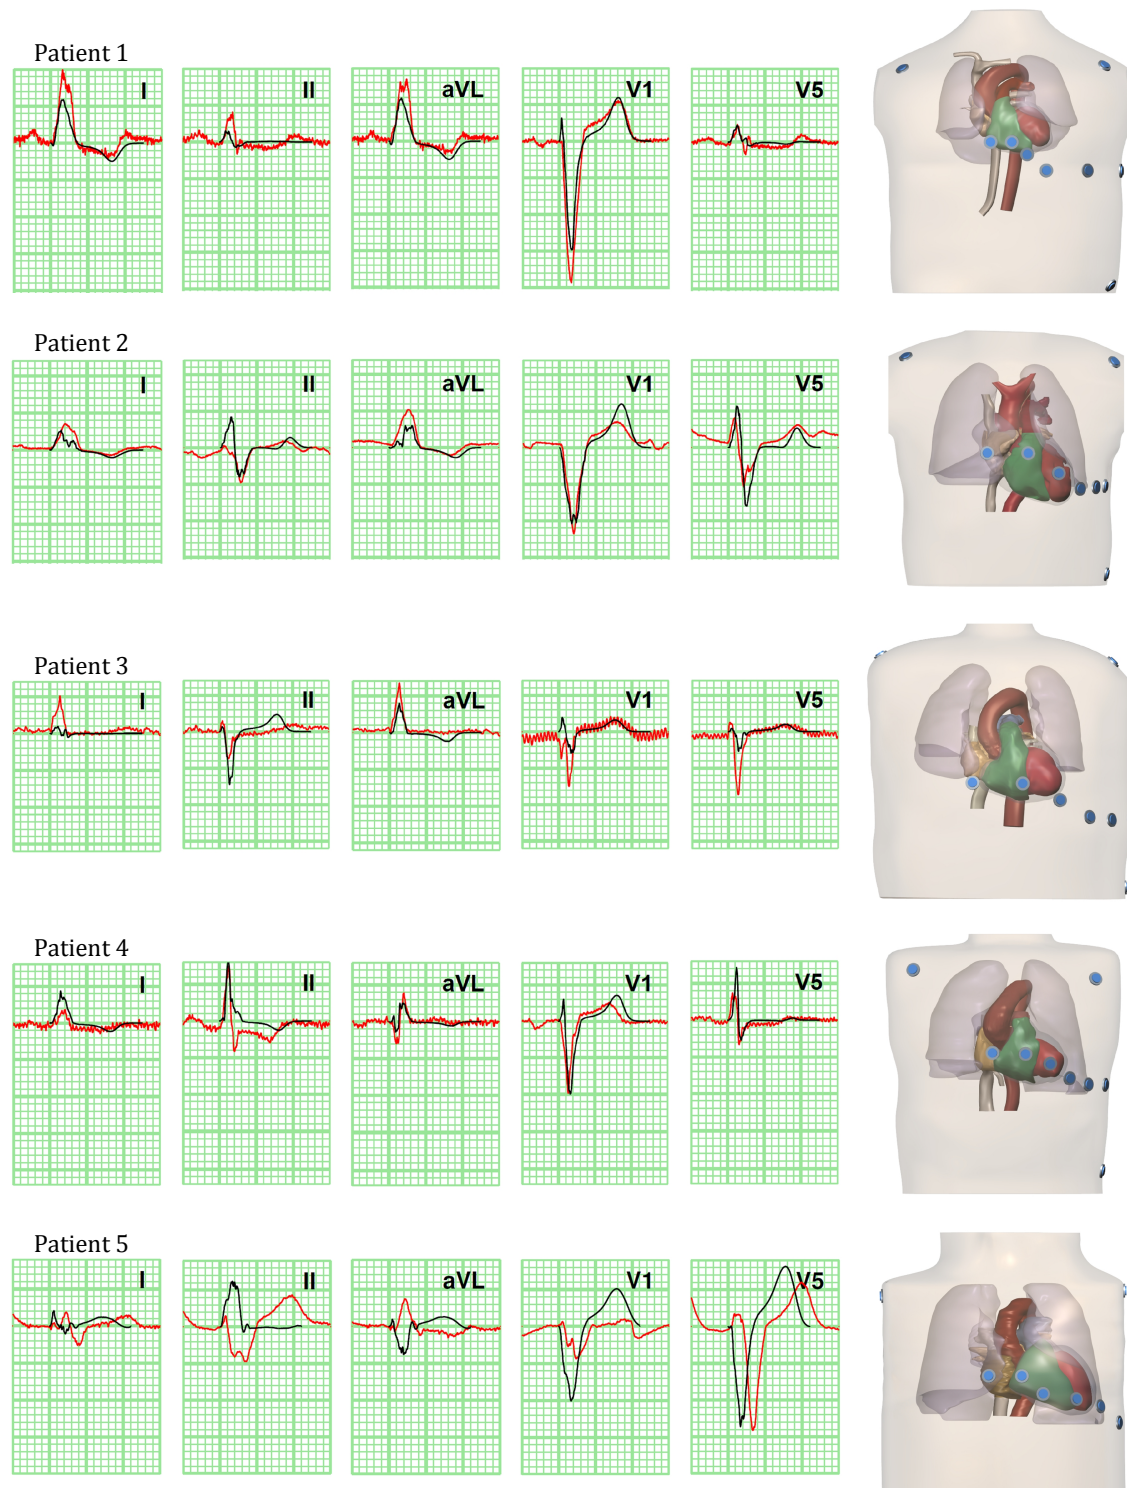 Patient 1
I II aVL V1 V5
Patient 2
I II aVL V1 V5
Patient 3
I II aVL V1 V5
Patient 4
I II aVL V1 V5
Patient 5
I II aVL V1 V5